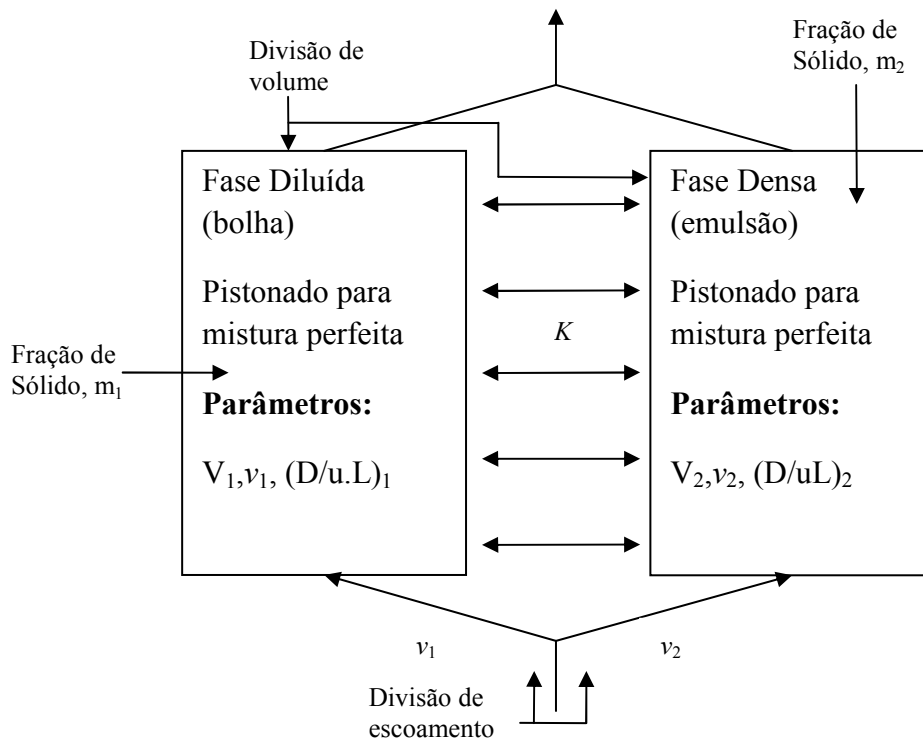 Divisão de
volume
Fração de
Sólido, m2
Fase Diluída
(bolha)
Pistonado para
mistura perfeita
Parâmetros:
V1,v1, (D/u.L)1
Fração de
Sólido, m1
K
Fase Densa
(emulsão)
Pistonado para
mistura perfeita
Parâmetros:
V2,v2, (D/uL)2
v1
v2
Divisão de
escoamento